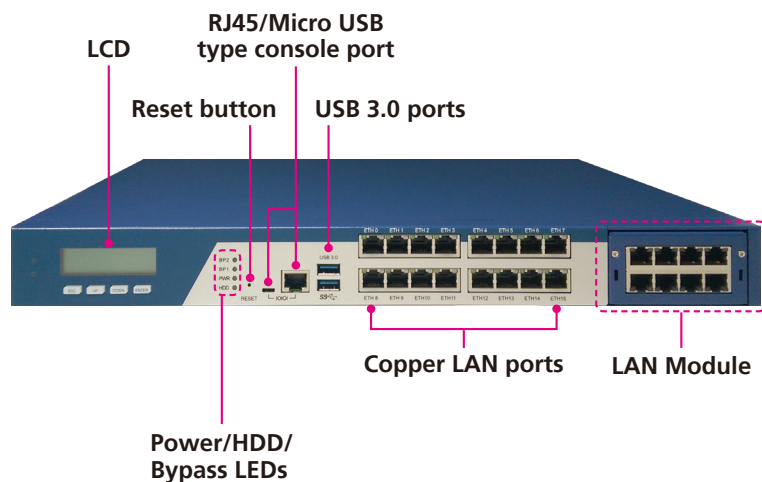 RJ45/Micro USB
type console port
LCD
Reset button
USB 3.0 ports
ETH 0 ETH 1 ETH 2 ETH 3 ETH 4 ETH 5 ETH 6 ETH 7
BP2
BP1
PWR
HDD
USB 3.0
ESC UP DOWN ENTER
RESET
IOIOI
SS
ETH 8 ETH 9 ETH10 ETH11 ETH12 ETH13 ETH14 ETH15
Copper LAN ports
LAN Module
Power/HDD/
Bypass LEDs